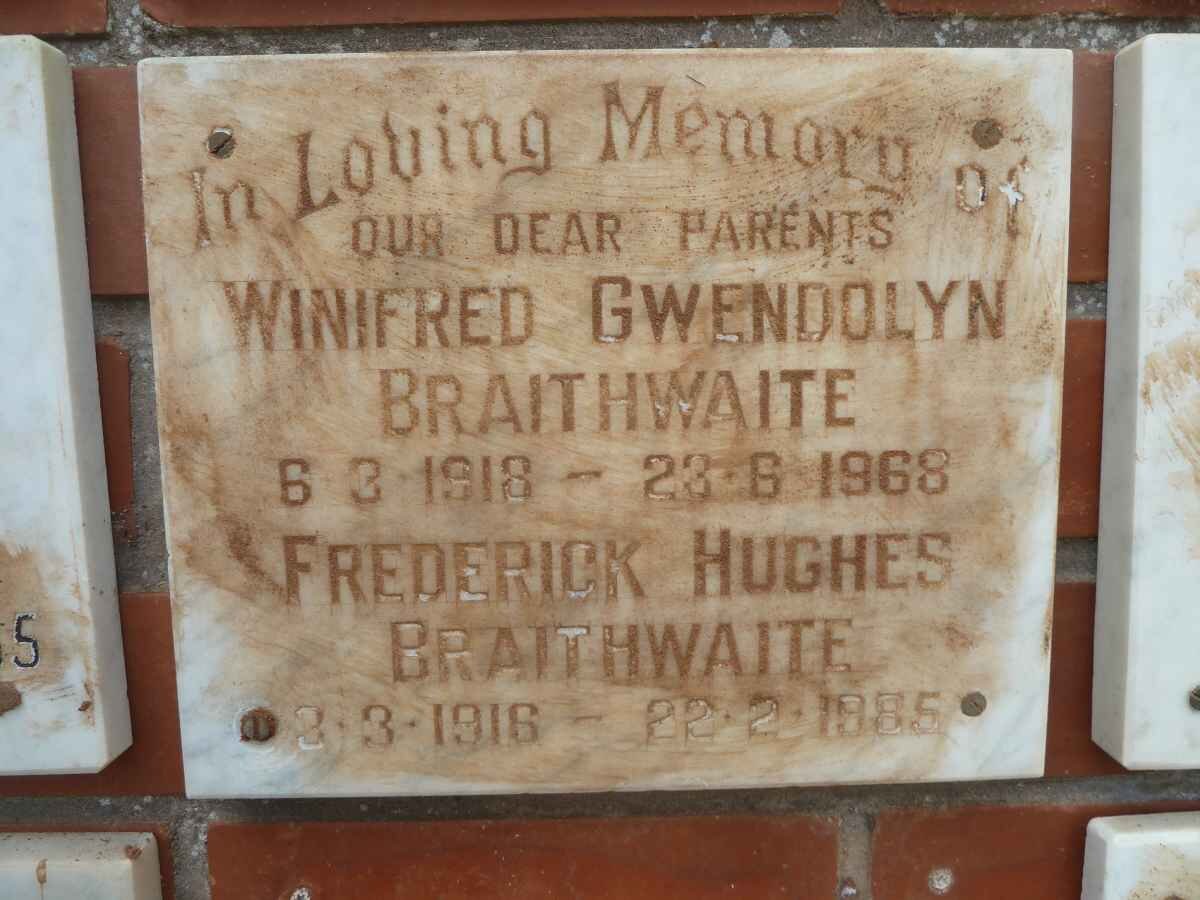 In Loving Memory of
OUR DEAR PARENTS
WINIFRED GWENDOLYN
BRAITHWAITE
6·3·1918 – 23·6·1968
FREDERICK HUGHES
BRAITHWAITE
3·3·1916 – 22·2·1985